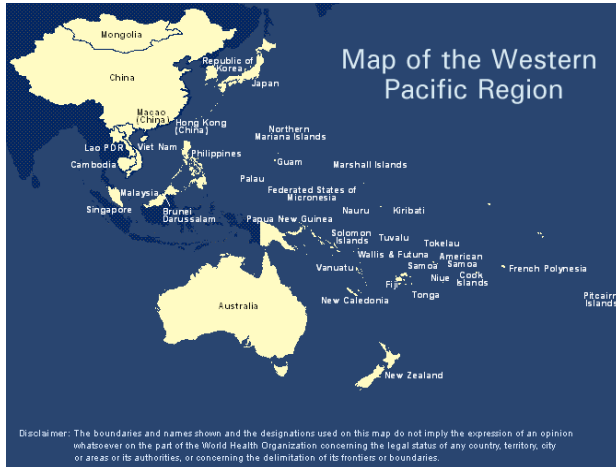 Map of the Western
Pacific Region
Mongolia
China
Republic of
Korea
Japan
Macao
(China)
Hong Kong
(China)
Northern
Mariana Islands
Lao PDR
Viet Nam
Philippines
Cambodia
Guam
Marshall Islands
Palau
Malaysia
Federated States of
Micronesia
Singapore
Brunei
Darussalam
Nauru
Kiribati
Papua New Guinea
Solomon
Islands
Tuvalu
Tokelau
Wallis & Futuna
American
Samoa
Vanuatu
Samoa
French Polynesia
Fiji
Niue
Cook
Islands
New Caledonia
Tonga
Pitcairn
Islands
Australia
New Zealand
Disclaimer: The boundaries and names shown and the designations used on this map do not imply the expression of an opinion
whatsoever on the part of the World Health Organization concerning the legal status of any country, territory, city
or areas or its authorities, or concerning the delimitation of its frontiers or boundaries.